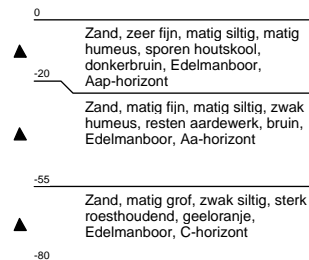 0
Zand, zeer fijn, matig siltig, matig
humeus, sporen houtskool,
donkerbruin, Edelmanboor,
Aap-horizont
-20
Zand, matig fijn, matig siltig, zwak
humeus, resten aardewerk, bruin,
Edelmanboor, Aa-horizont
-55
Zand, matig grof, zwak siltig, sterk
roesthoudend, geeloranje,
Edelmanboor, C-horizont
-80